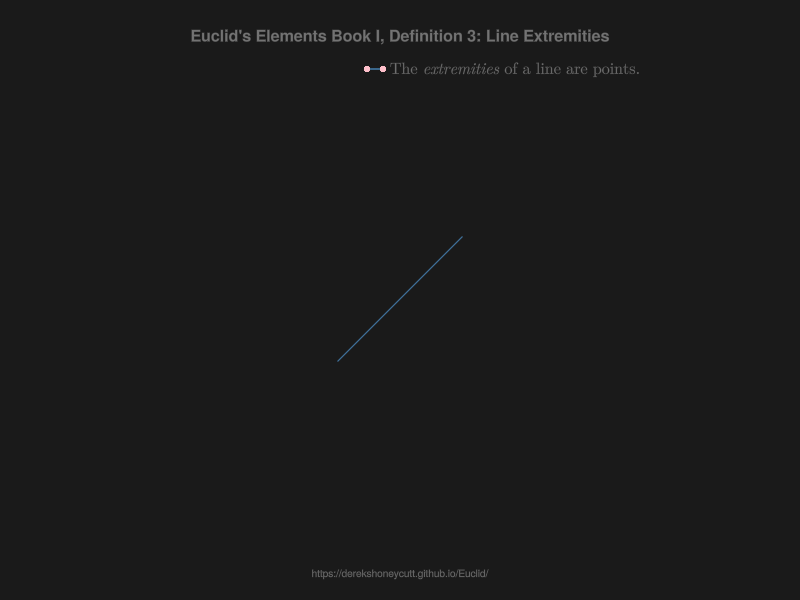 Euclid's Elements Book I, Definition 3: Line Extremities
The extremities of a line are points.
https://derekshoneycutt.github.io/Euclid/